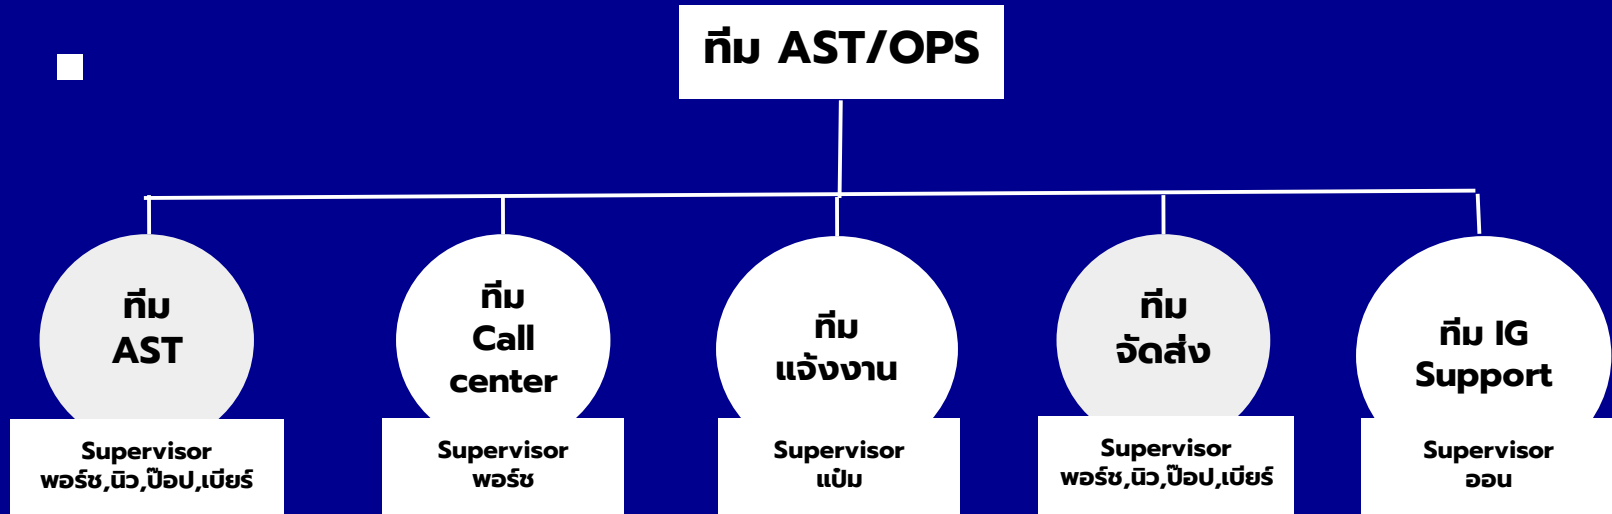 ทีม AST/OPS
ทีม
AST
Supervisor
พอร์ช,นิว,ป๊อป,เบียร์
ทีม
Call
center
Supervisor
พอร์ช
ทีม
แจ้งงาน
Supervisor
แป๋ม
ทีม
จัดส่ง
Supervisor
พอร์ช,นิว,ป๊อป,เบียร์
ทีม IG
Support
Supervisor
ออน